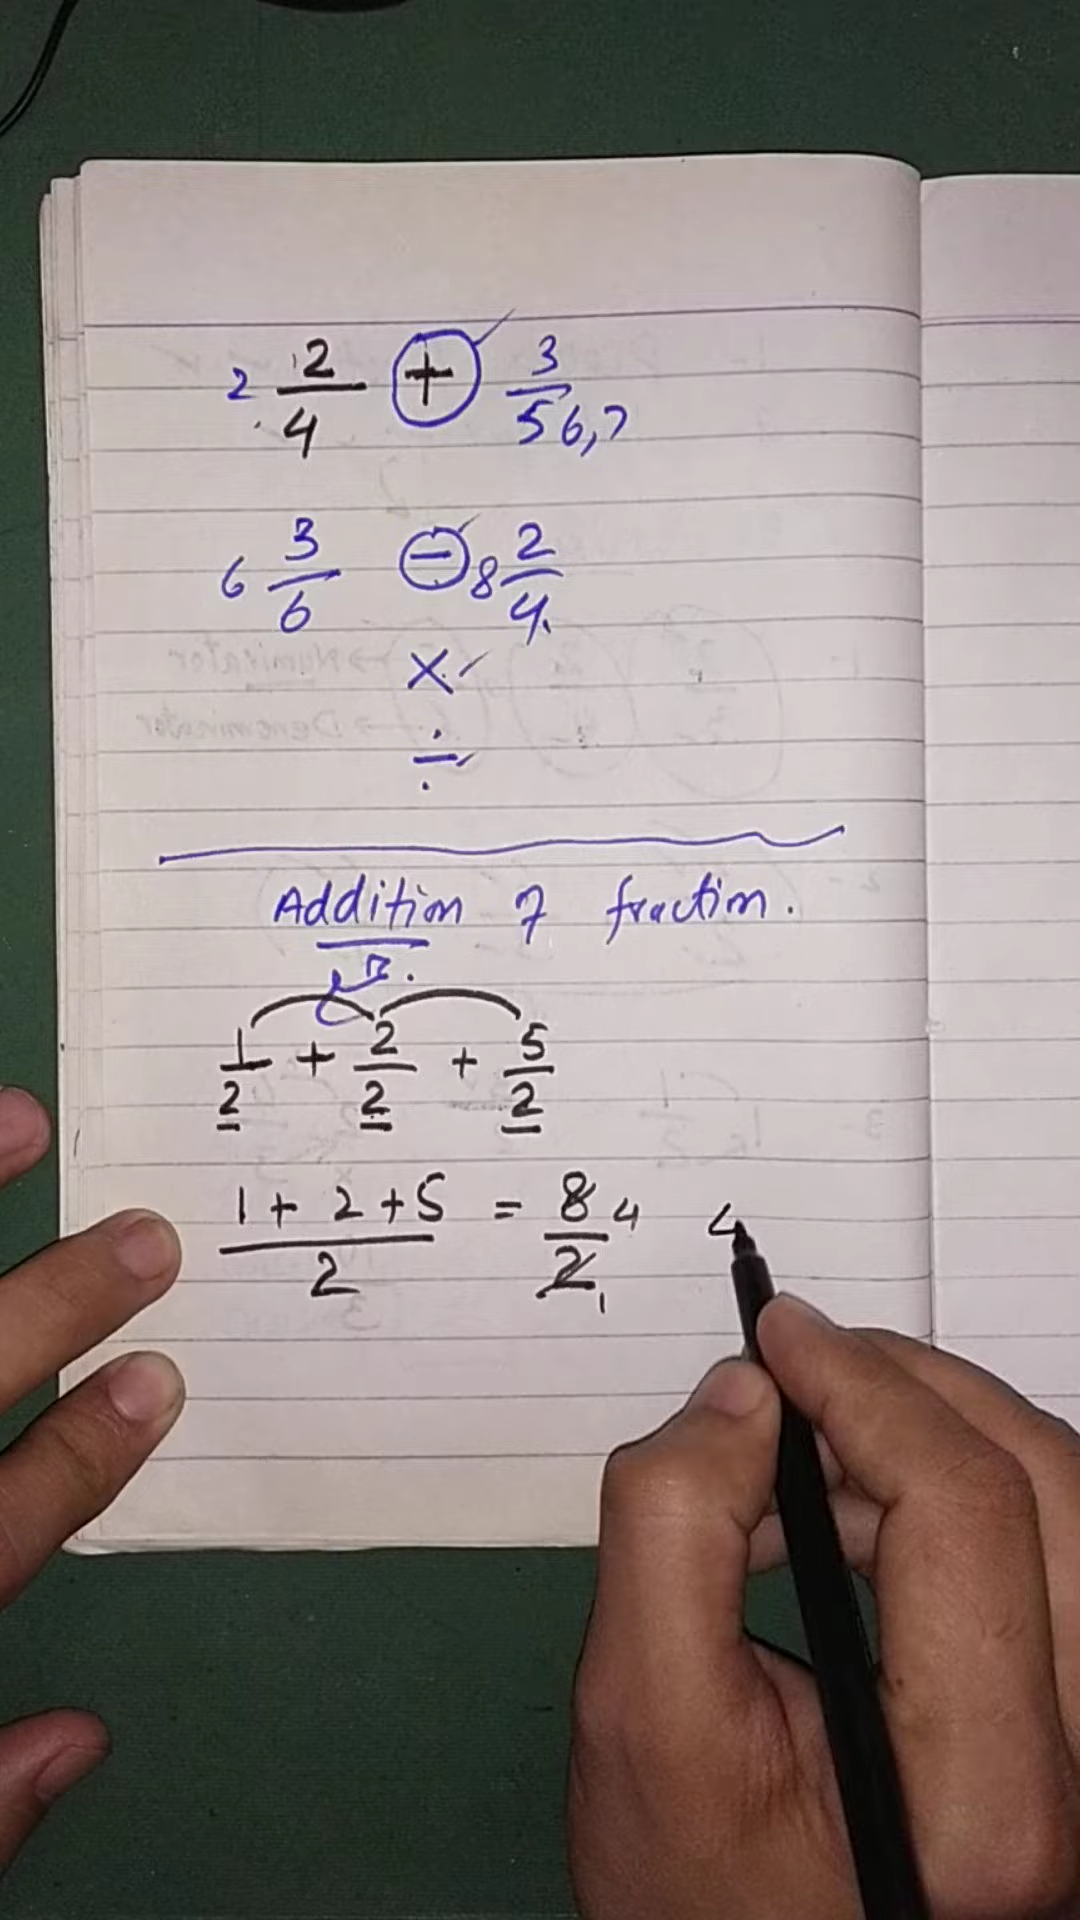 2 2/4 + 3/5 6,7
6 3/6 - 8 2/4
×
÷
Addition of fraction.
1/2 + 2/2 + 5/2
1 + 2 + 5/2 = 8/2 4 1 4